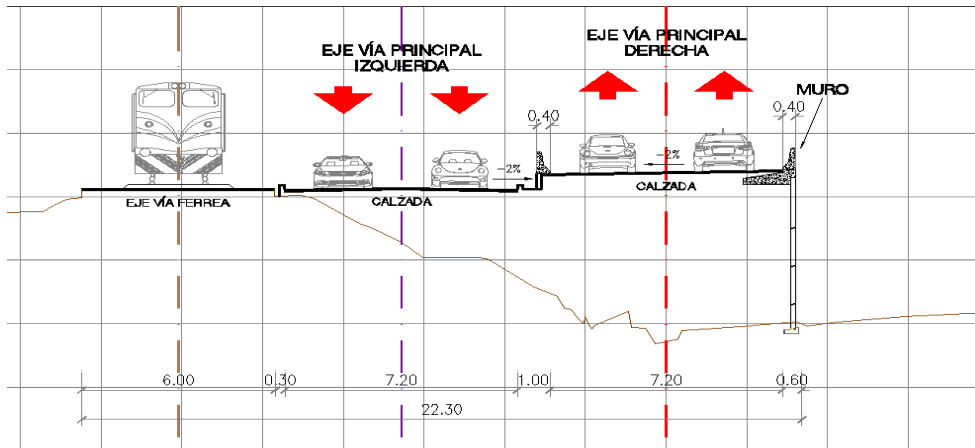 EJE VÍA PRINCIPAL
IZQUIERDA
EJE VÍA PRINCIPAL
DERECHA
MURO
0.40
0.40
-2%
-2%
EJE VÍA FERREA
CALZADA
CALZADA
6.00
0.30
7.20
1.00
7.20
0.60
22.30